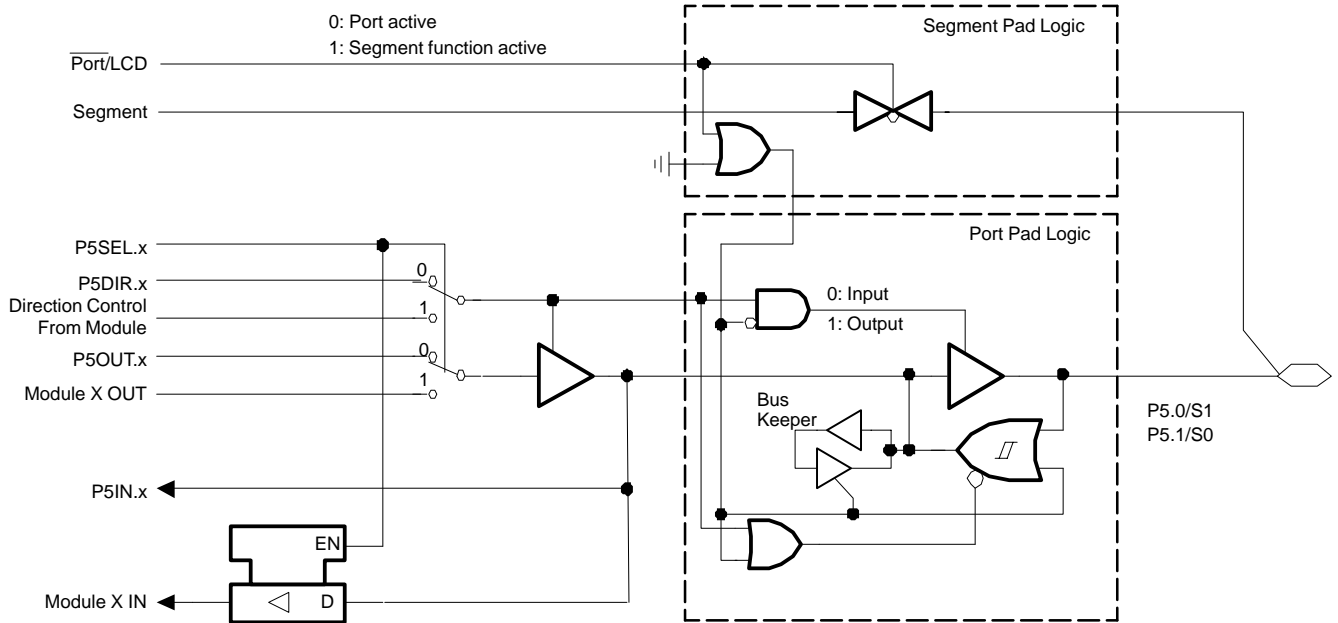 0: Port active
1: Segment function active
Segment Pad Logic
Port/LCD
Segment
Port Pad Logic
P5SEL.x
P5DIR.x
0
Direction Control
From Module
1
0: Input
1: Output
P5OUT.x
0
Module X OUT
1
Bus
Keeper
P5.0/S1
P5.1/S0
P5IN.x
EN
Module X IN
D